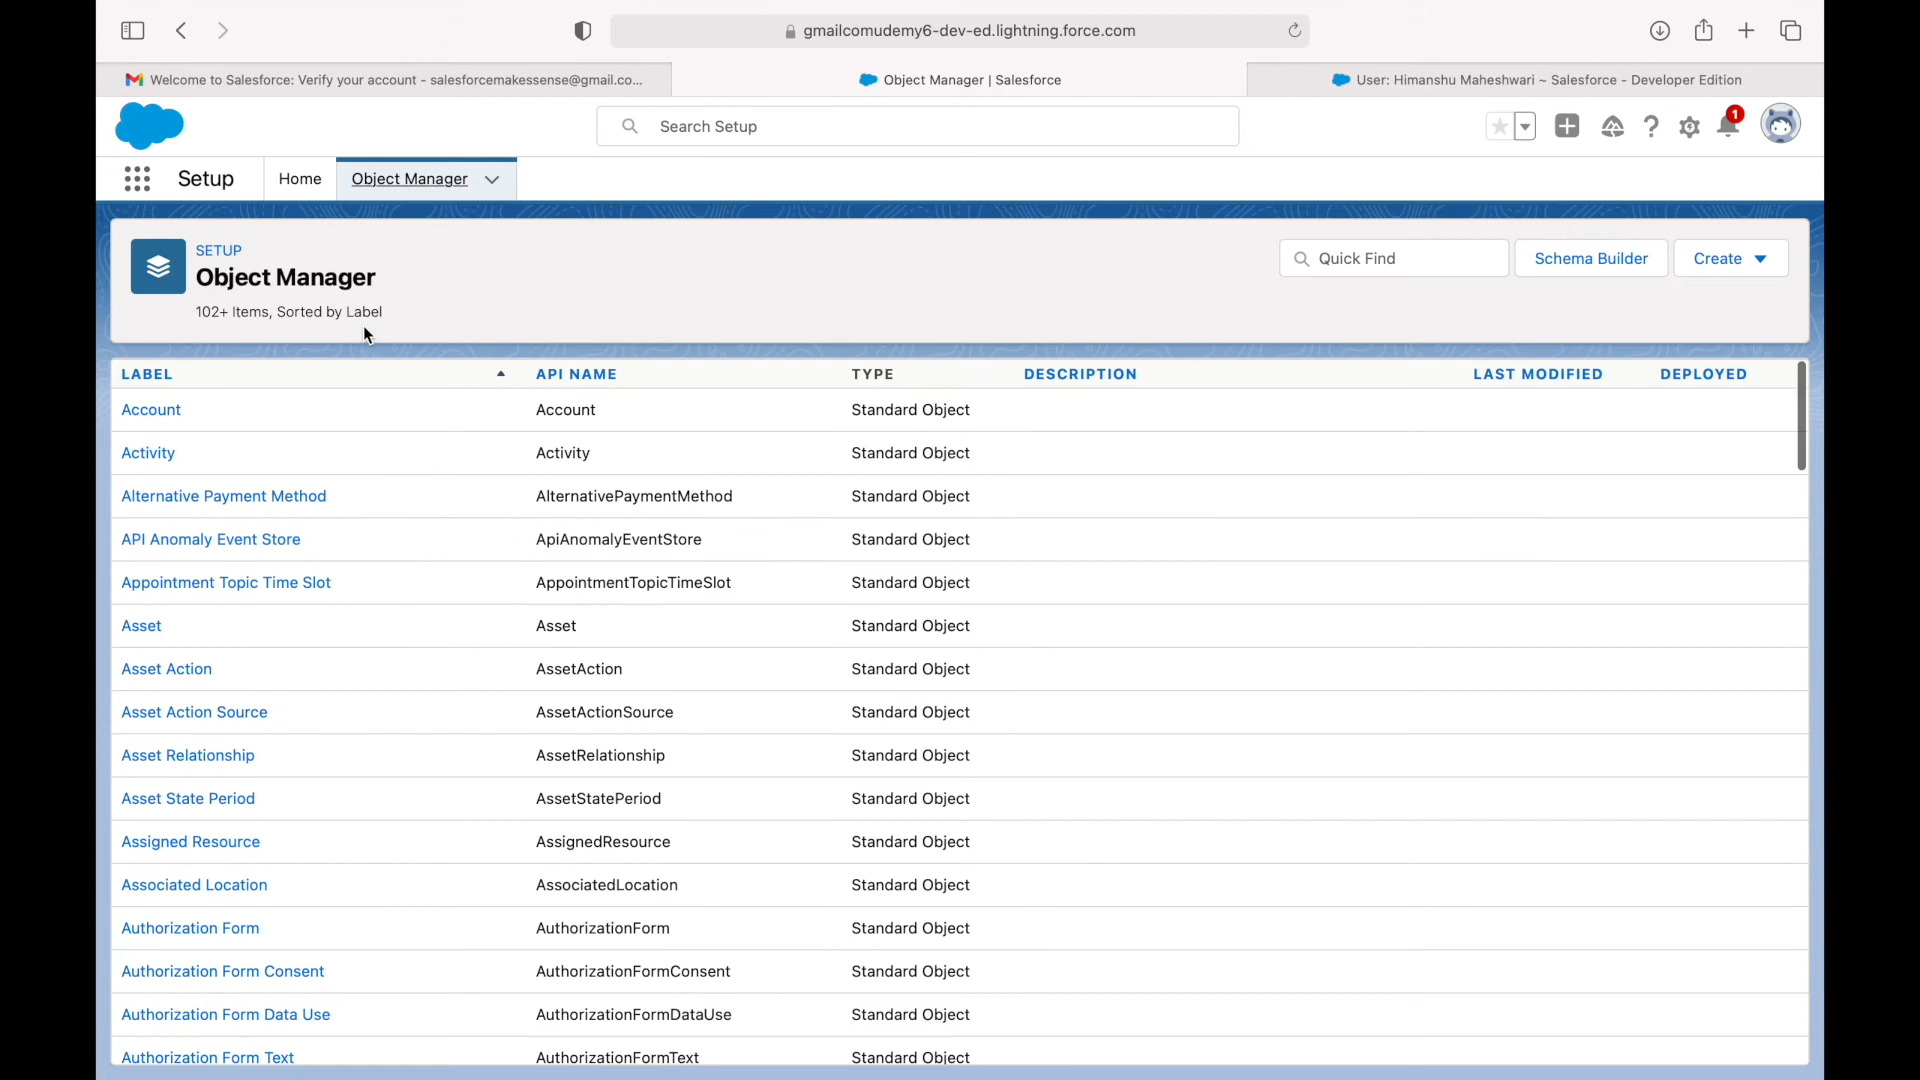 gmailcomudemy6-dev-ed.lightning.force.com
Welcome to Salesforce: Verify your account - salesforcemakessense@gmail.co...
Object Manager | Salesforce
User: Himanshu Maheshwari ~ Salesforce - Developer Edition
Search Setup
1
Setup
Home
Object Manager
SETUP
Object Manager
102+ Items, Sorted by Label
Quick Find
Schema Builder
Create
LABEL API NAME TYPE DESCRIPTION LAST MODIFIED DEPLOYED
Account Account Standard Object
Activity Activity Standard Object
Alternative Payment Method AlternativePaymentMethod Standard Object
API Anomaly Event Store ApiAnomalyEventStore Standard Object
Appointment Topic Time Slot AppointmentTopicTimeSlot Standard Object
Asset Asset Standard Object
Asset Action AssetAction Standard Object
Asset Action Source AssetActionSource Standard Object
Asset Relationship AssetRelationship Standard Object
Asset State Period AssetStatePeriod Standard Object
Assigned Resource AssignedResource Standard Object
Associated Location AssociatedLocation Standard Object
Authorization Form AuthorizationForm Standard Object
Authorization Form Consent AuthorizationFormConsent Standard Object
Authorization Form Data Use AuthorizationFormDataUse Standard Object
Authorization Form Text AuthorizationFormText Standard Object